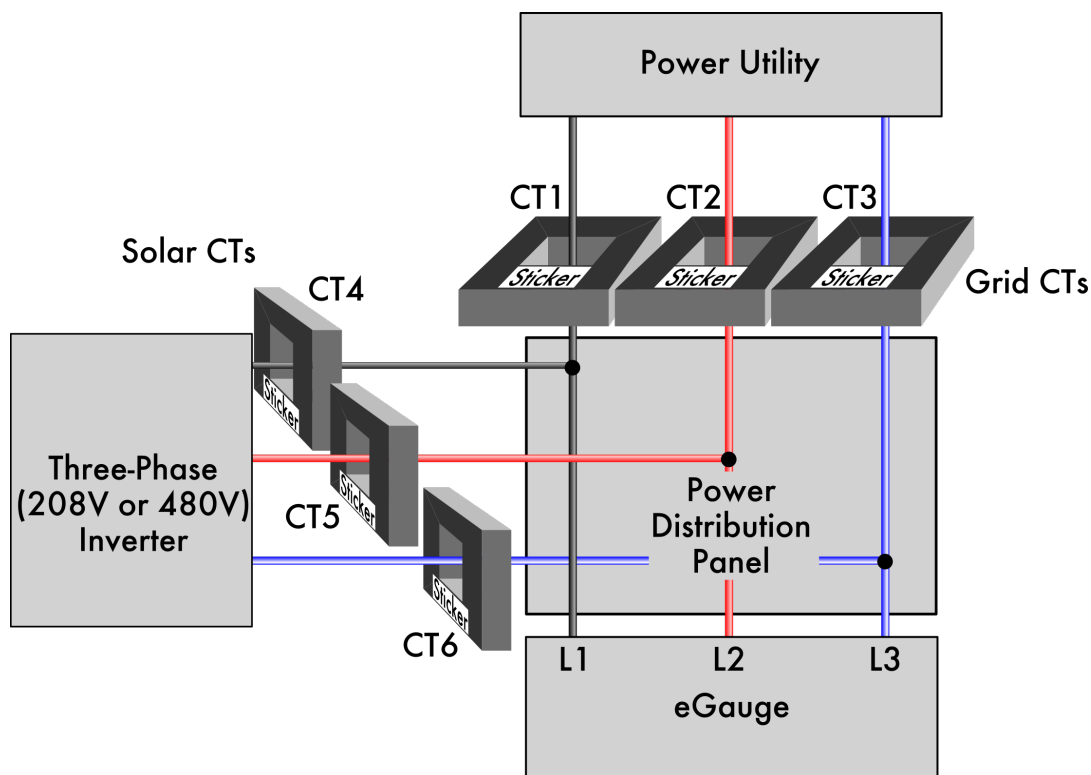 Power Utility
CT1
CT2
CT3
Solar CTs
CT4
Sticker
Sticker
Sticker
Grid CTs
Sticker
Three-Phase
(208V or 480V)
Inverter
CT5
Sticker
Power
Distribution
Panel
Sticker
CT6
L1
L2
L3
eGauge